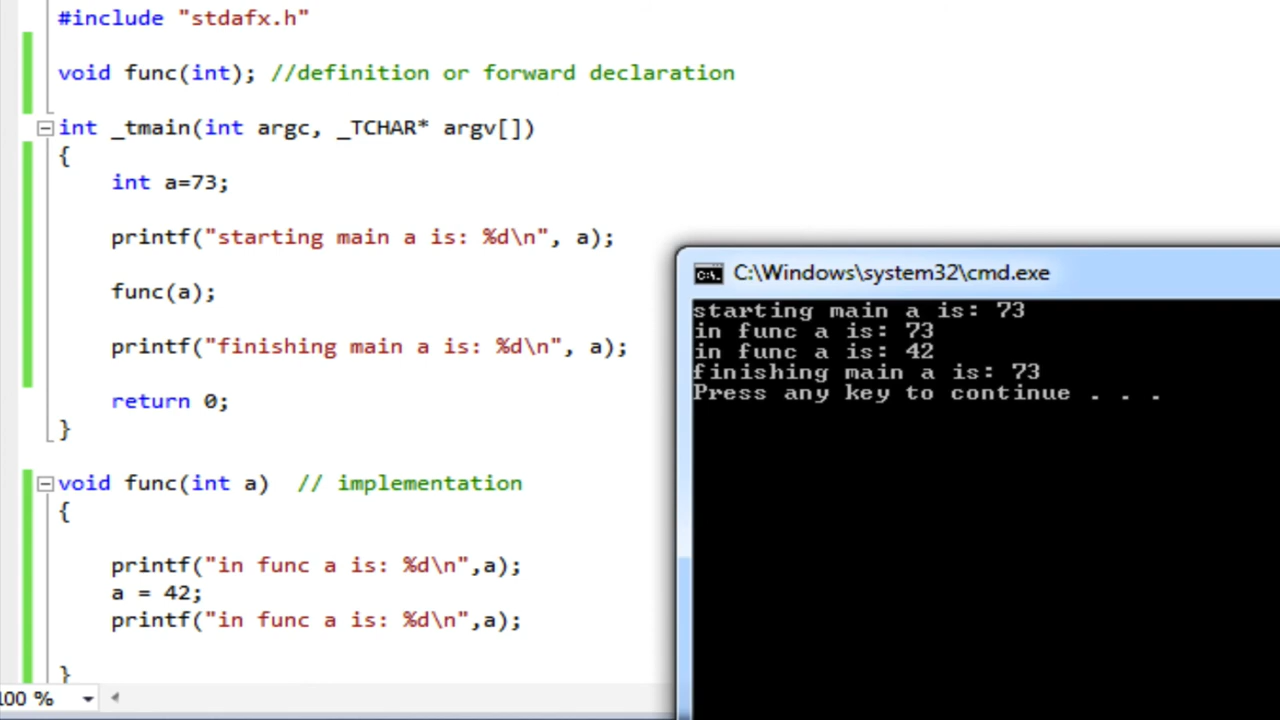 #include "stdafx.h"
void func(int); //definition or forward declaration
int _tmain(int argc, _TCHAR* argv[])
{
int a=73;
printf("starting main a is: %d\n", a);
func(a);
printf("finishing main a is: %d\n", a);
return 0;
}
void func(int a)  // implementation
{
printf("in func a is: %d\n",a);
a = 42;
printf("in func a is: %d\n",a);
}
100 %
C:\Windows\system32\cmd.exe
starting main a is: 73
in func a is: 73
in func a is: 42
finishing main a is: 73
Press any key to continue . . .